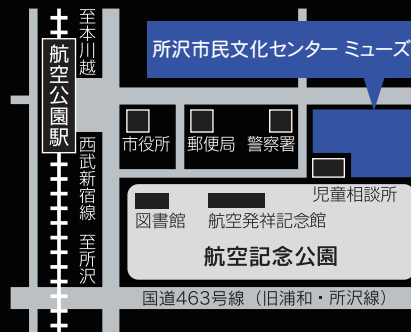 至本川越
所沢市民文化センター ミューズ
航空公園駅
市役所
郵便局
警察署
西武新宿線
児童相談所
図書館
航空発祥記念館
至所沢
航空記念公園
国道463号線（旧浦和・所沢線）